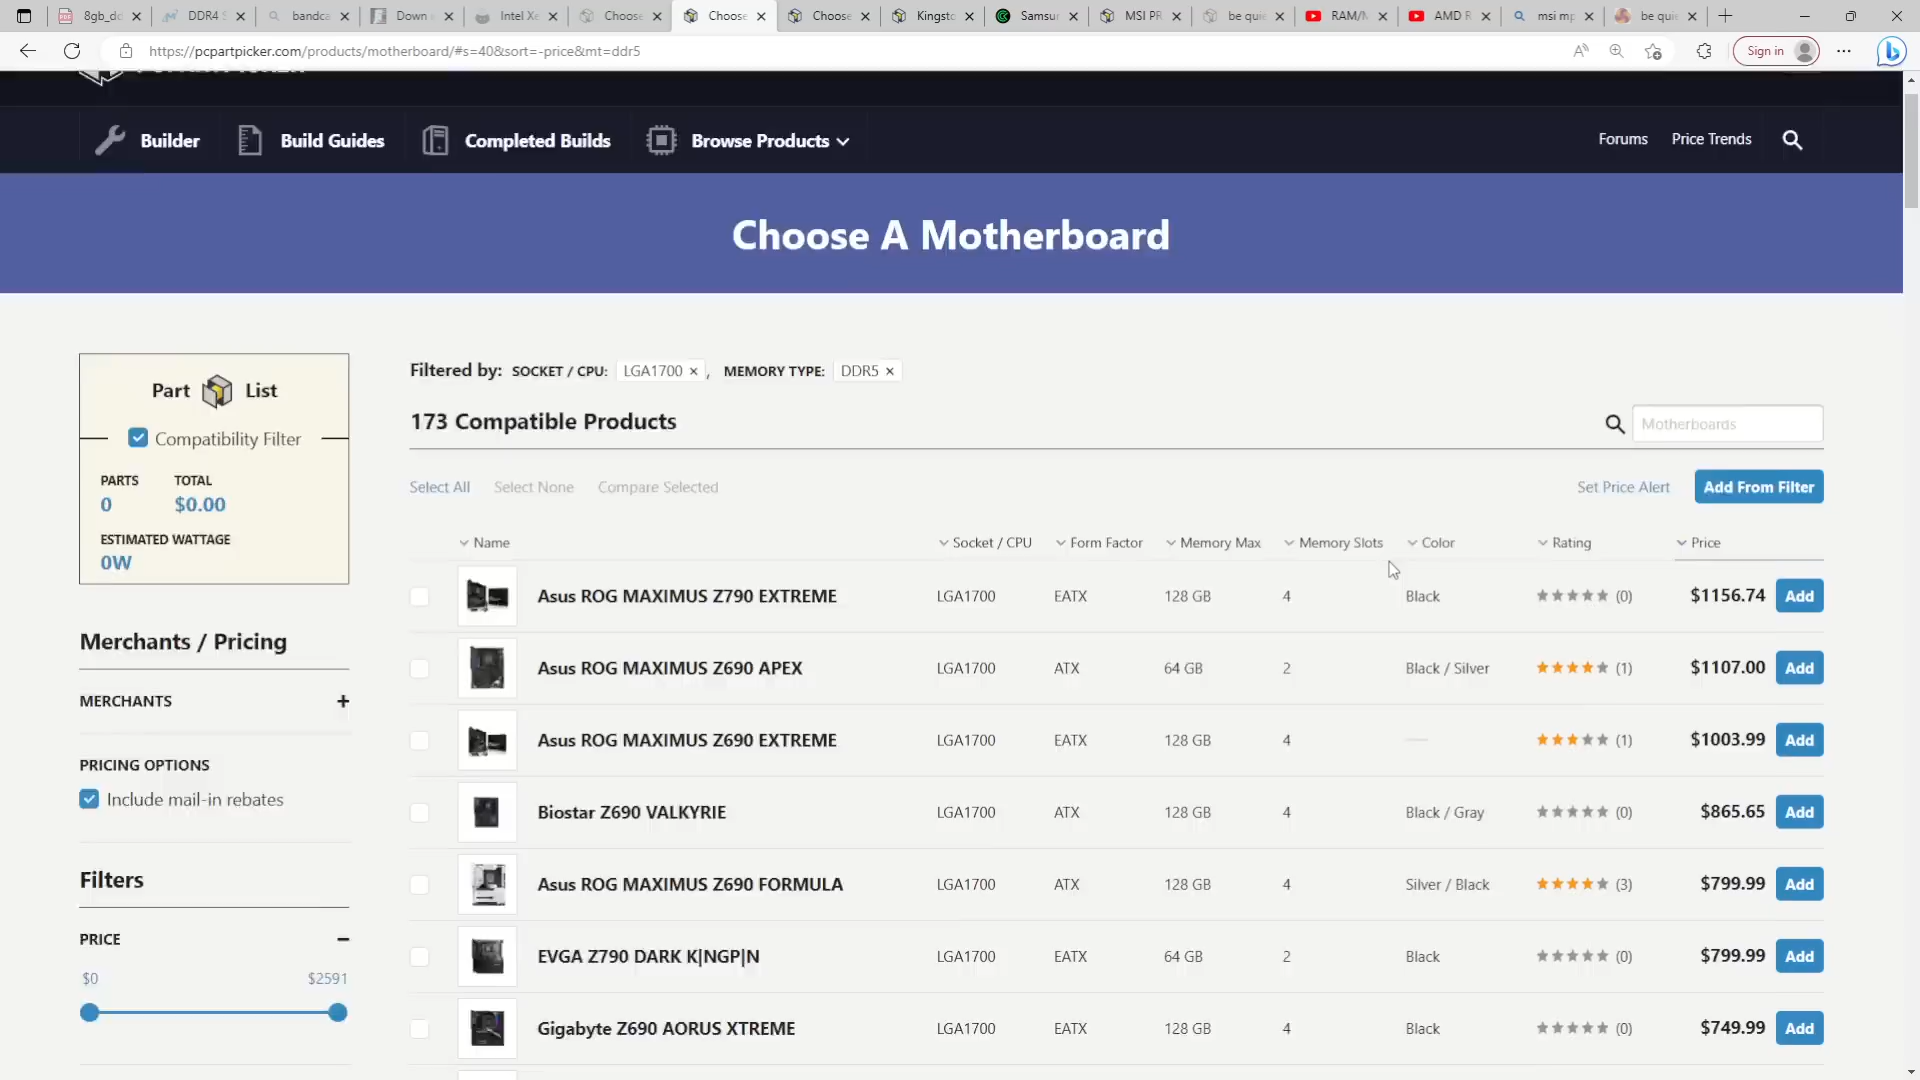 8gb_dd
DDR4 S
bandca
Down
Intel Xe
Choose
Choose
Choose
Kingsto
Samsu
MSI PR
be quie
RAM/M
AMD R
msi mp
be quie
https://pcpartpicker.com/products/motherboard/#s=40&sort=-price&mt=ddr5
Sign in
Builder
Build Guides
Completed Builds
Browse Products
Forums
Price Trends
Choose A Motherboard
Part List
Compatibility Filter
PARTS TOTAL
0 $0.00
ESTIMATED WATTAGE
0W
Merchants / Pricing
MERCHANTS +
PRICING OPTIONS
Include mail-in rebates
Filters
PRICE −
$0 $2591
Filtered by: SOCKET / CPU: LGA1700 ×, MEMORY TYPE: DDR5 ×
173 Compatible Products
Motherboards
Select All Select None Compare Selected
Set Price Alert Add From Filter
Name Socket / CPU Form Factor Memory Max Memory Slots Color Rating Price
Asus ROG MAXIMUS Z790 EXTREME LGA1700 EATX 128 GB 4 Black (0) $1156.74 Add
Asus ROG MAXIMUS Z690 APEX LGA1700 ATX 64 GB 2 Black / Silver (1) $1107.00 Add
Asus ROG MAXIMUS Z690 EXTREME LGA1700 EATX 128 GB 4 (1) $1003.99 Add
Biostar Z690 VALKYRIE LGA1700 ATX 128 GB 4 Black / Gray (0) $865.65 Add
Asus ROG MAXIMUS Z690 FORMULA LGA1700 ATX 128 GB 4 Silver / Black (3) $799.99 Add
EVGA Z790 DARK K|NGP|N LGA1700 EATX 64 GB 2 Black (0) $799.99 Add
Gigabyte Z690 AORUS XTREME LGA1700 EATX 128 GB 4 Black (0) $749.99 Add